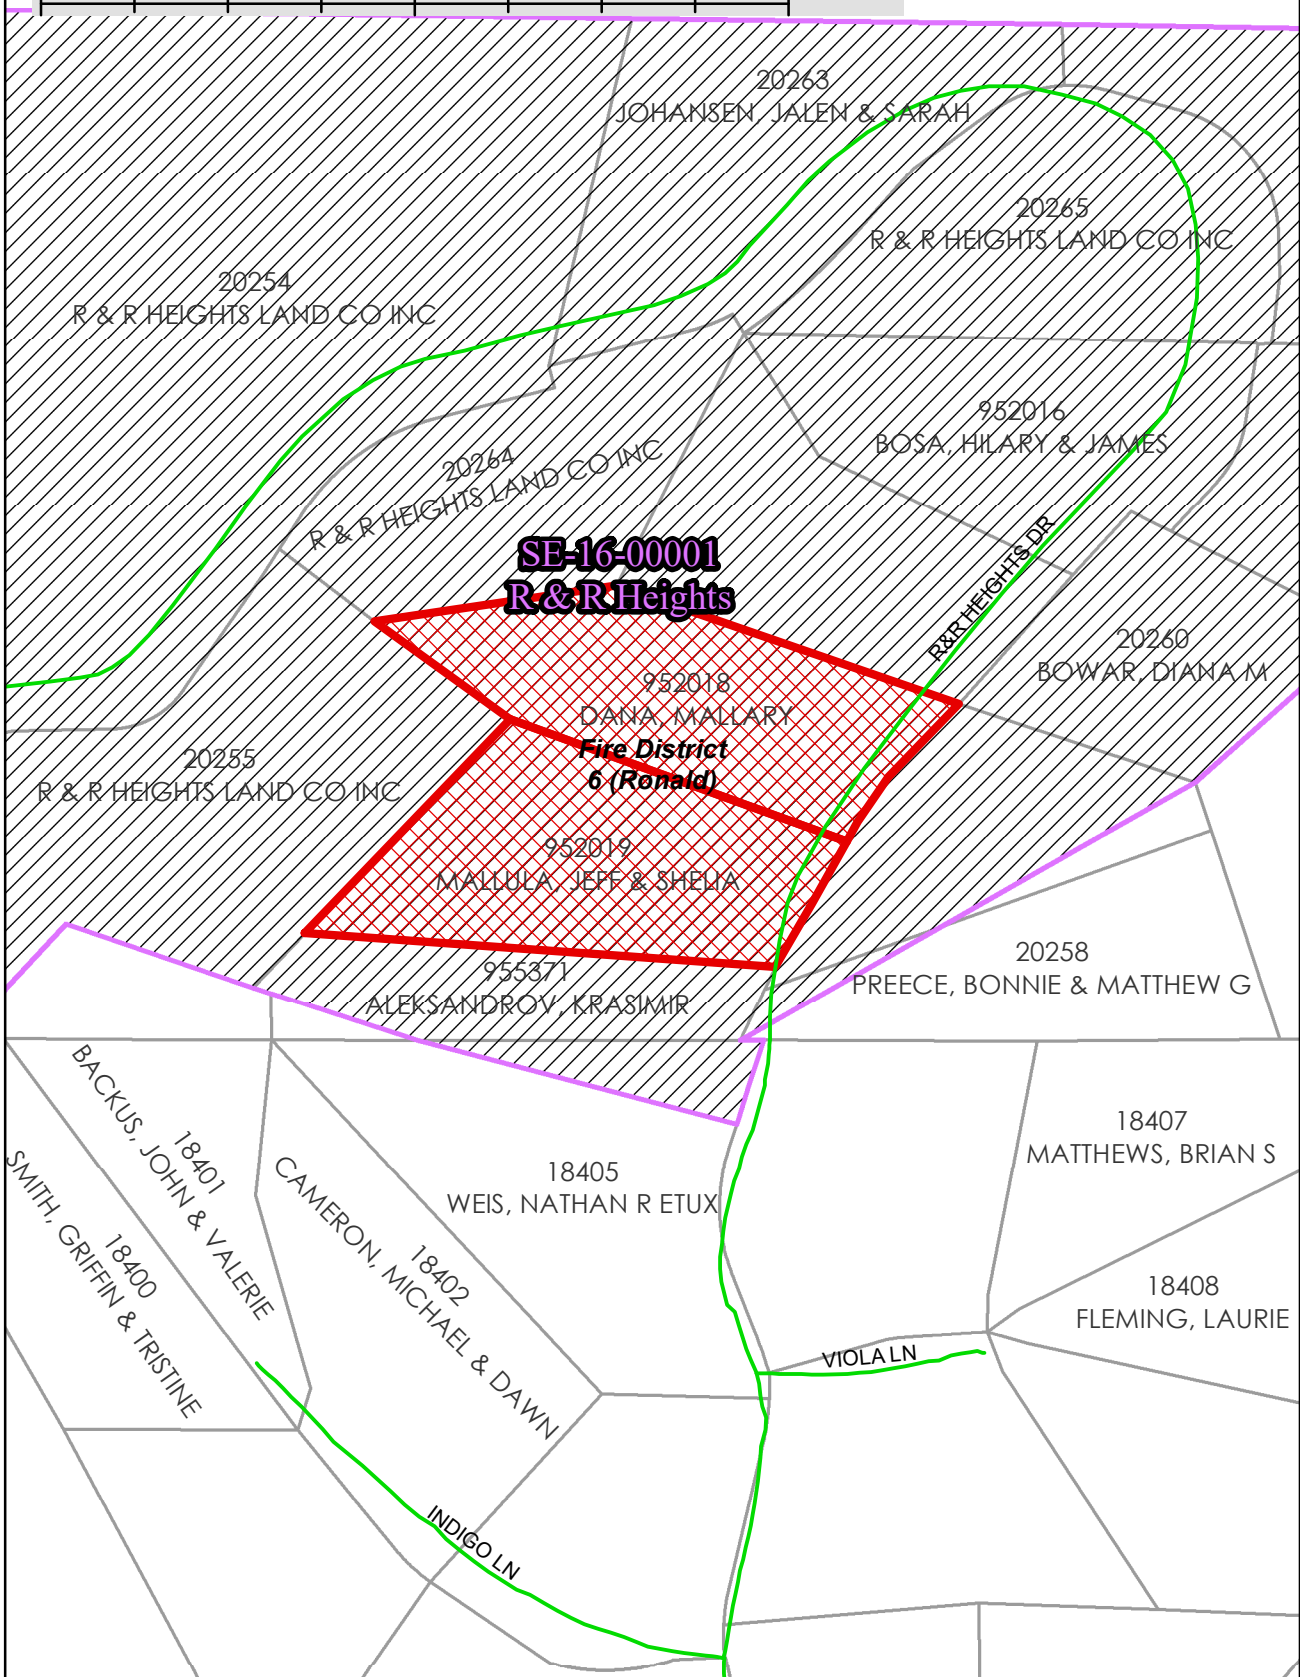 20263
JOHANSEN, JALEN & SARAH
20265
R & R HEIGHTS LAND CO INC
20254
R & R HEIGHTS LAND CO INC
952016
BOSA, HILARY & JAMES
20264
R & R HEIGHTS LAND CO INC
SE-16-00001
R & R Heights
R&R HEIGHTS DR
20260
BOWAR, DIANA M
952018
DANA, MALLARY
Fire District
6 (Ronald)
20255
R & R HEIGHTS LAND CO INC
952019
MALLULA, JEFF & SHELIA
20258
PREECE, BONNIE & MATTHEW G
955371
ALEKSANDROV, KRASIMIR
18401
BACKUS, JOHN & VALERIE
18407
MATTHEWS, BRIAN S
18405
WEIS, NATHAN R ETUX
18400
SMITH, GRIFFIN & TRISTINE
18402
CAMERON, MICHAEL & DAWN
18408
FLEMING, LAURIE
VIOLA LN
INDIGO LN